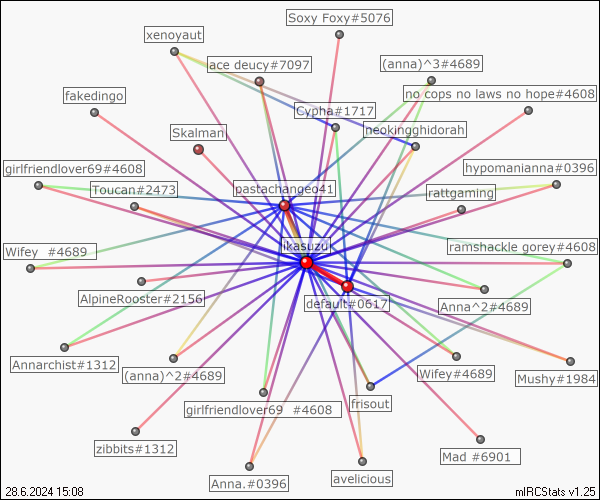 Soxy Foxy#5076
xenoyaut
ace deucy#7097
(anna)^3#4689
fakedingo
no cops no laws no hope#4608
Cypha#1717
Skalman
neokingghidorah
girlfriendlover69#4608
hypomanianna#0396
Toucan#2473
pastachangeo41
rattgaming
ikasuzuk
Wifey  #4689
ramshackle gorey#4608
AlpineRooster#2156
default#0617
Anna^2#4689
Annarchist#1312
(anna)^2#4689
Wifey#4689
Mushy#1984
girlfriendlover69  #4608
frisout
zibbits#1312
Mad #6901
Anna.#0396
avelicious
28.6.2024 15:08
mIRCStats v1.25